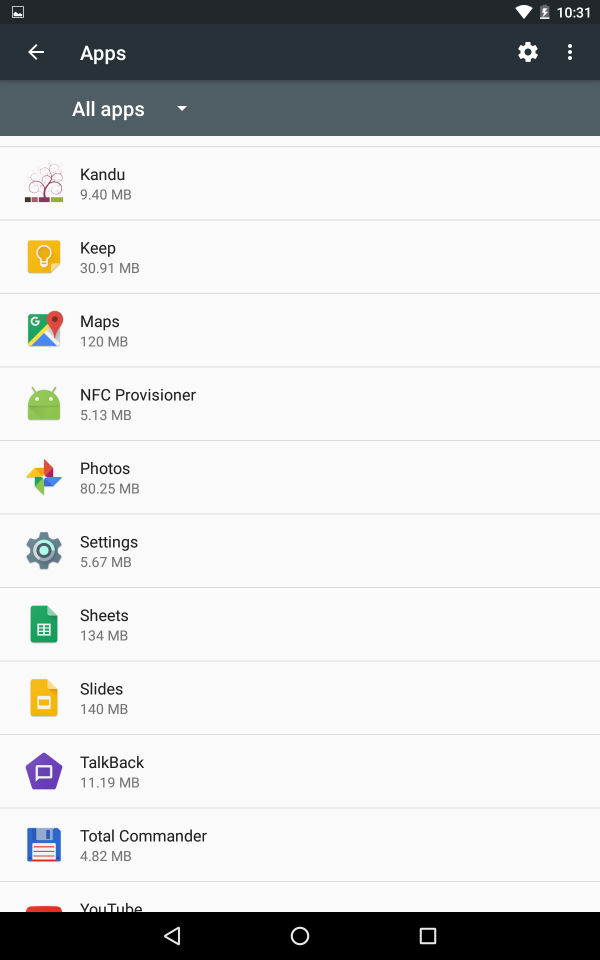 10:31
Apps
All apps
Kandu
9.40 MB
Keep
30.91 MB
G
Maps
120 MB
NFC Provisioner
5.13 MB
Photos
80.25 MB
Settings
5.67 MB
Sheets
134 MB
Slides
140 MB
TalkBack
11.19 MB
Total Commander
4.82 MB
YouTube